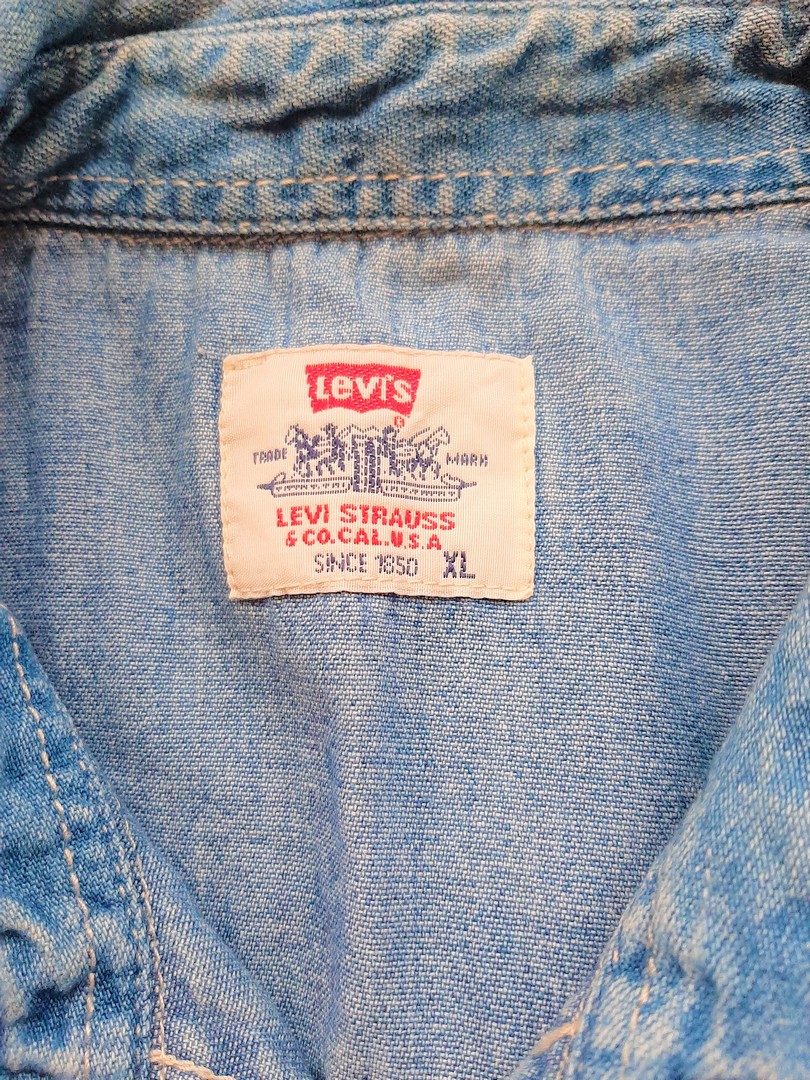 Levi's
®
TRADE MARK
LEVI STRAUSS
& CO.CAL.U.S.A
SINCE 1850 XL